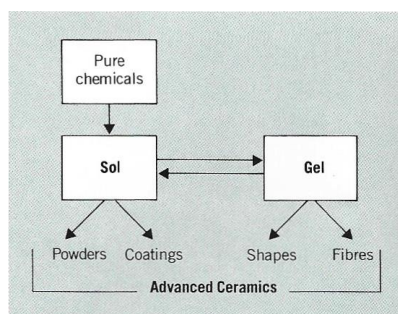 Pure
chemicals
Sol
Gel
Powders Coatings Shapes Fibres
Advanced Ceramics